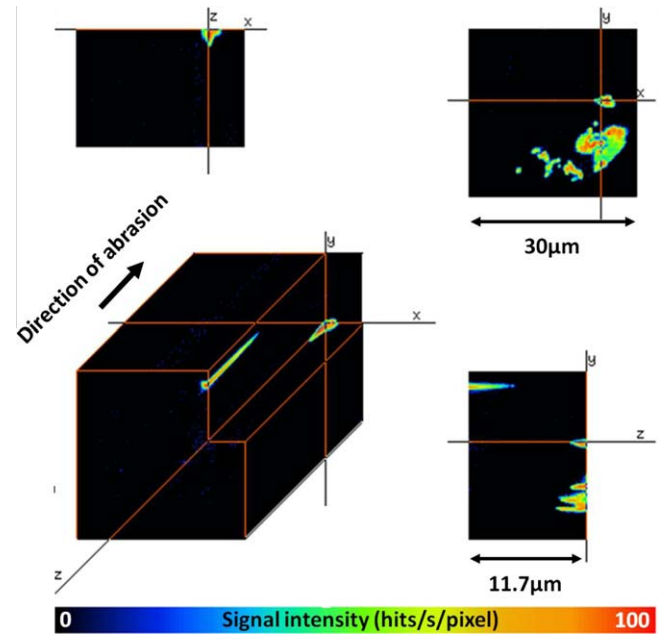 z
x
y
x
30µm
Direction of abrasion
y
x
z
y
z
11.7µm
0 Signal intensity (hits/s/pixel) 100